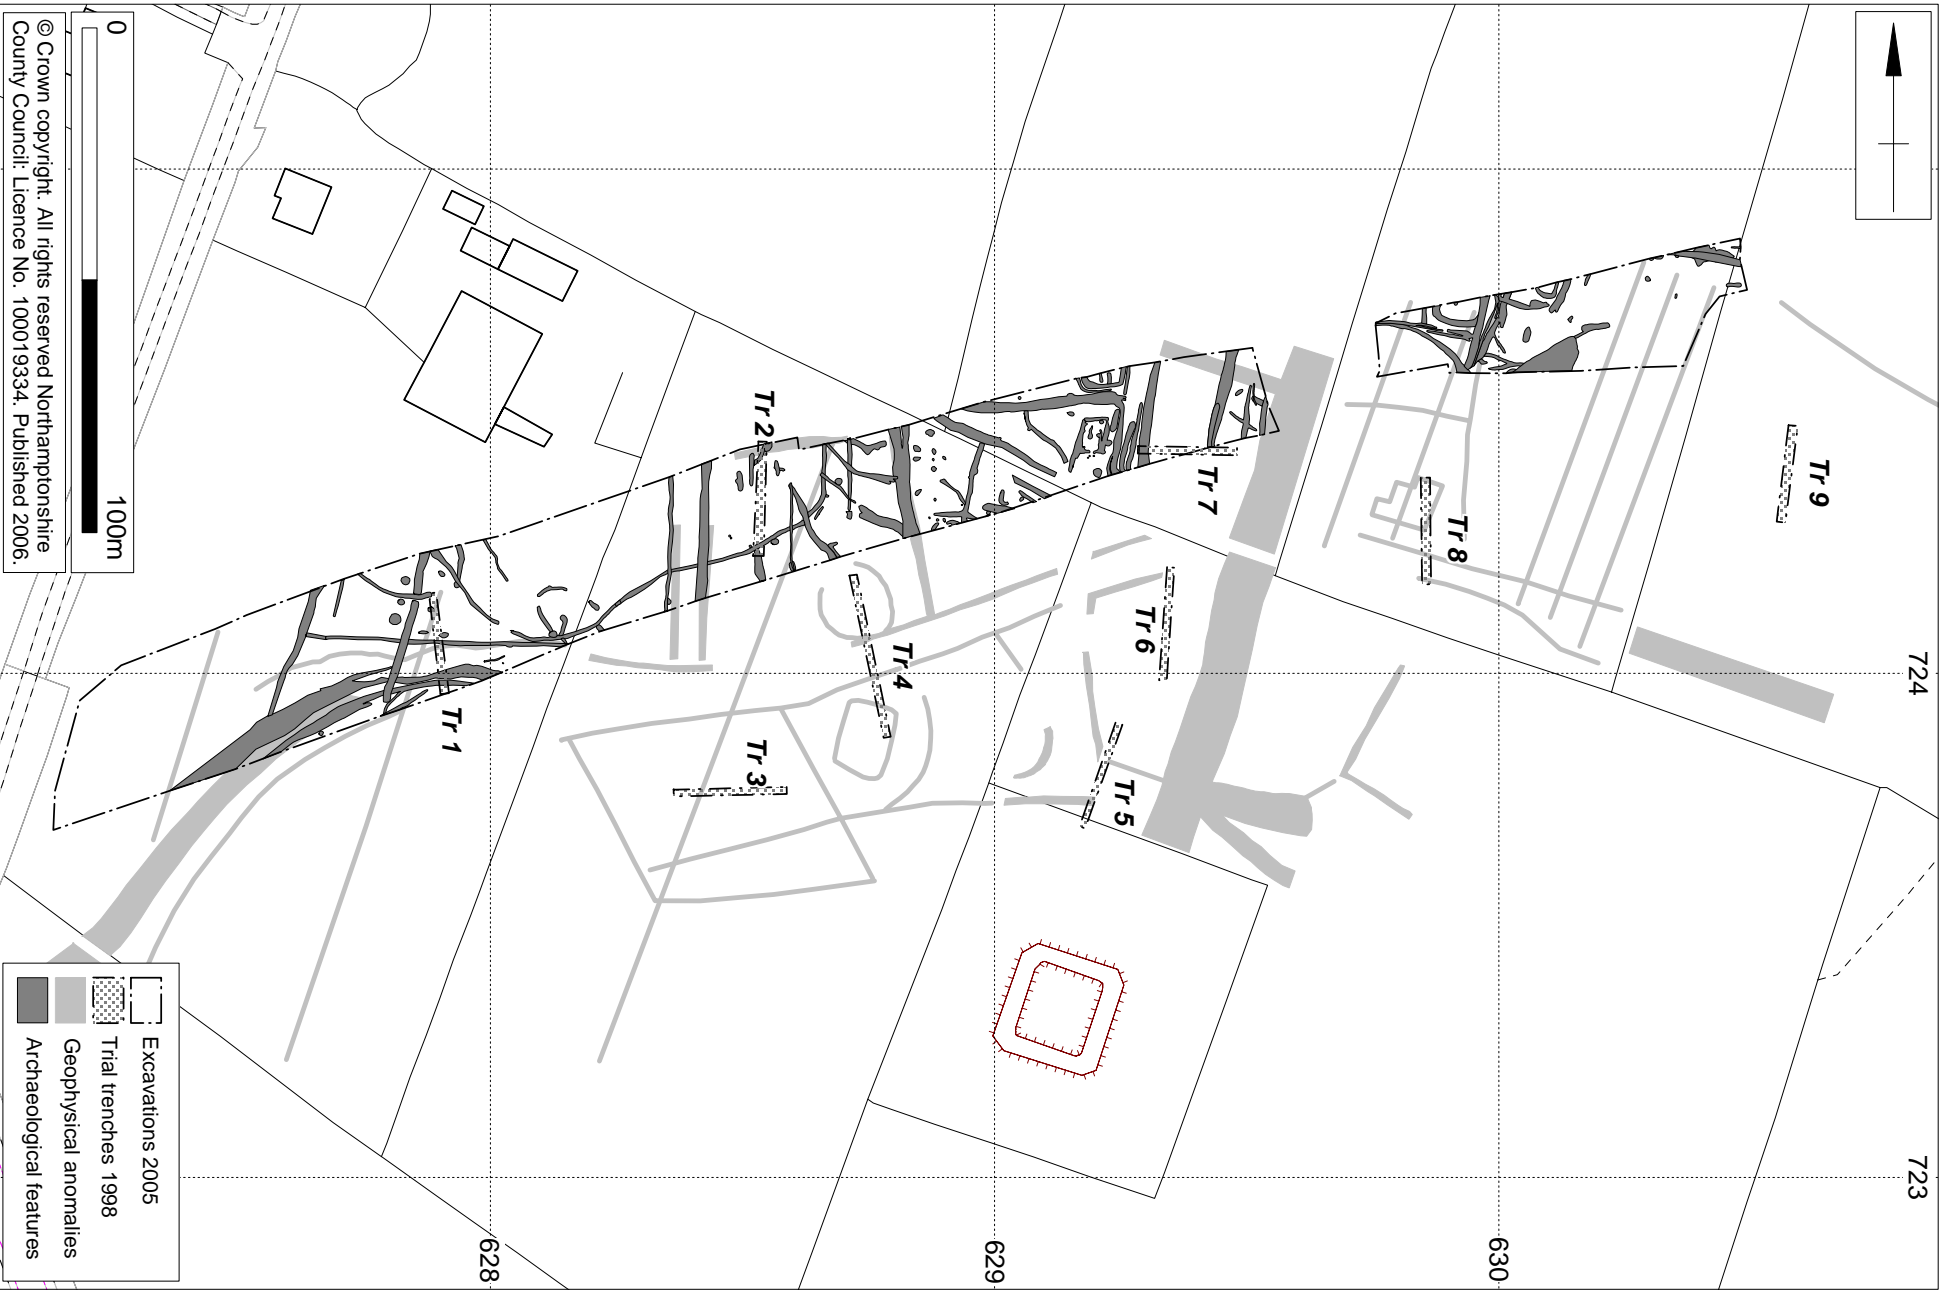 Tr 9
Tr 8
Tr 7
Tr 6
Tr 5
Tr 4
Tr 3
Tr 2
Tr 1
724
723
630
629
628
0
100m
© Crown copyright. All rights reserved Northamptonshire
County Council: Licence No. 100019334. Published 2006.
Excavations 2005
Trial trenches 1998
Geophysical anomalies
Archaeological features